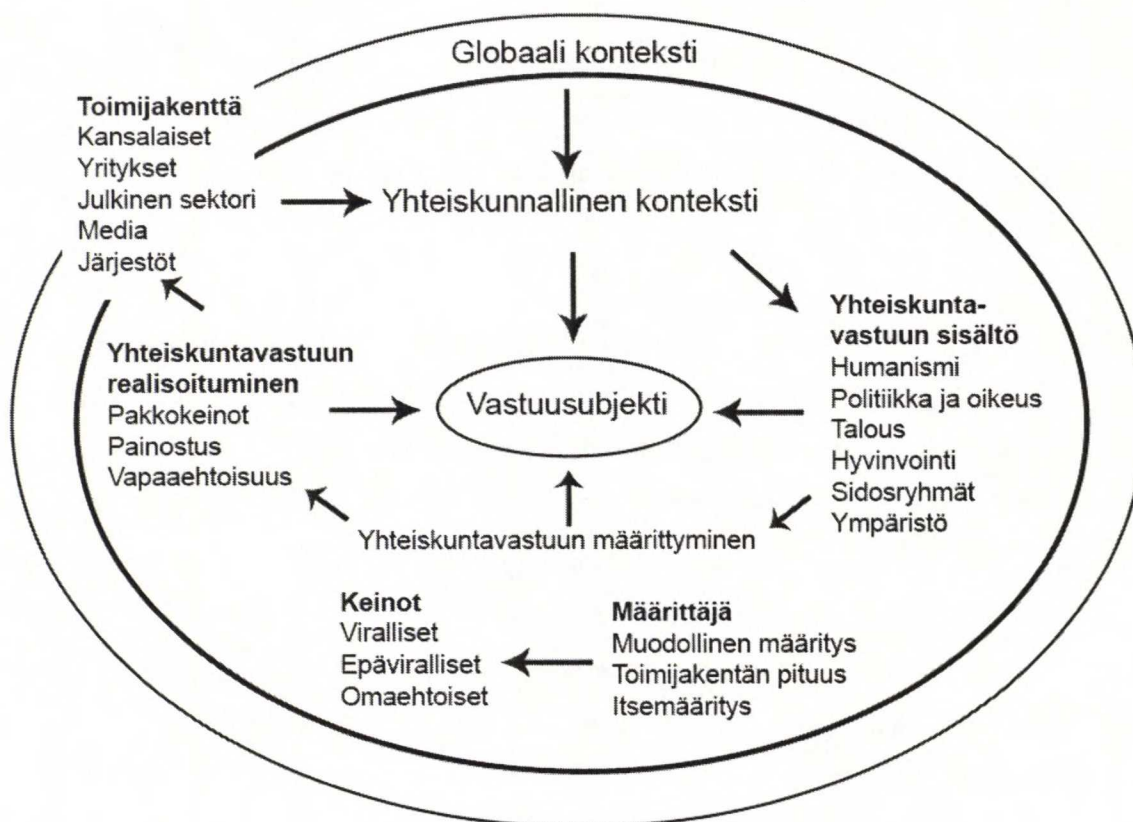 Globaali konteksti
Toimijakenttä
Kansalaiset
Yritykset
Julkinen sektori
Media
Järjestöt
Yhteiskunnallinen konteksti
Yhteiskunta-
vastuun sisältö
Humanismi
Politiikka ja oikeus
Talous
Hyvinvointi
Sidosryhmät
Ympäristö
Yhteiskuntavastuun
realisoituminen
Pakkokeinot
Painostus
Vapaaehtoisuus
Vastuusubjekti
Yhteiskuntavastuun määrittyminen
Keinot
Viralliset
Epäviralliset
Omaehtoiset
Määrittäjä
Muodollinen määritys
Toimijakentän pituus
Itsemääritys